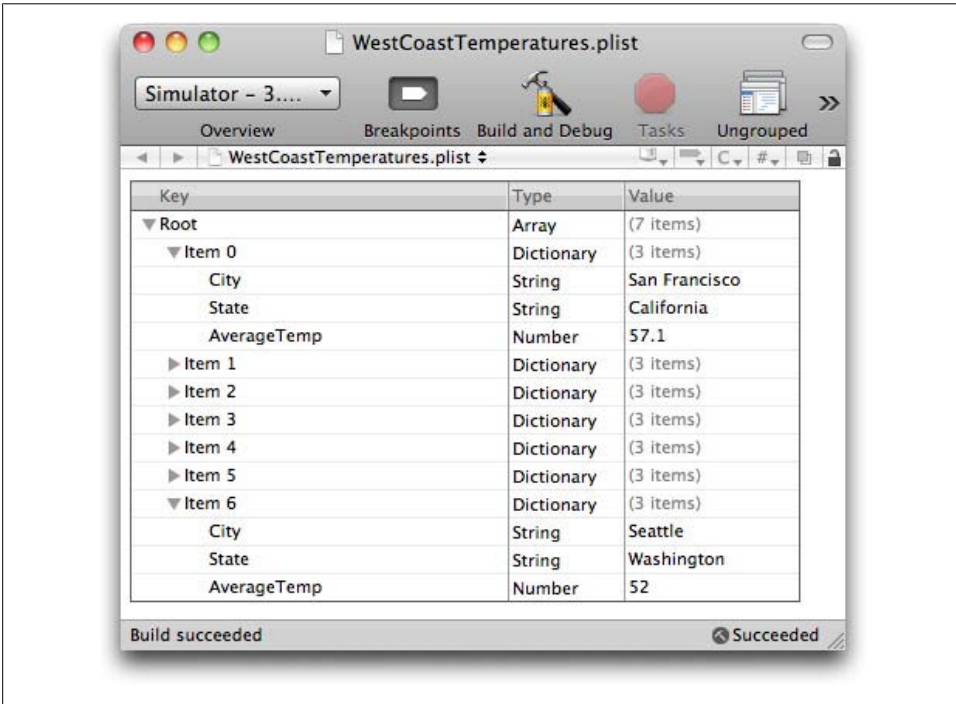 WestCoastTemperatures.plist
Simulator – 3.... 
Overview Breakpoints Build and Debug Tasks Ungrouped »
WestCoastTemperatures.plist C #
Key Type Value
Root Array (7 items)
Item 0 Dictionary (3 items)
City String San Francisco
State String California
AverageTemp Number 57.1
Item 1 Dictionary (3 items)
Item 2 Dictionary (3 items)
Item 3 Dictionary (3 items)
Item 4 Dictionary (3 items)
Item 5 Dictionary (3 items)
Item 6 Dictionary (3 items)
City String Seattle
State String Washington
AverageTemp Number 52
Build succeeded Succeeded